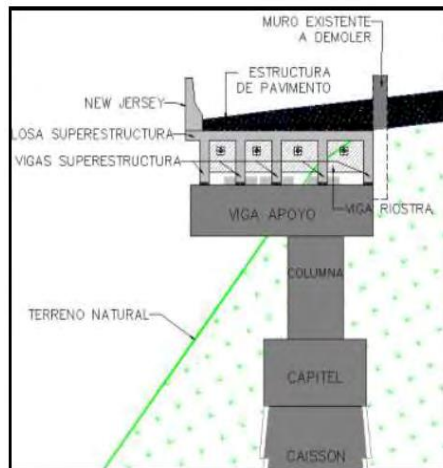 MURO EXISTENTE
A DEMOLER
ESTRUCTURA
DE PAVIMENTO
NEW JERSEY
LOSA SUPERESTRUCTURA
VIGAS SUPERESTRUCTURA
VIGA APOYO
VIGA RIOSTRA
COLUMNA
TERRENO NATURAL
CAPITEL
CAISSON